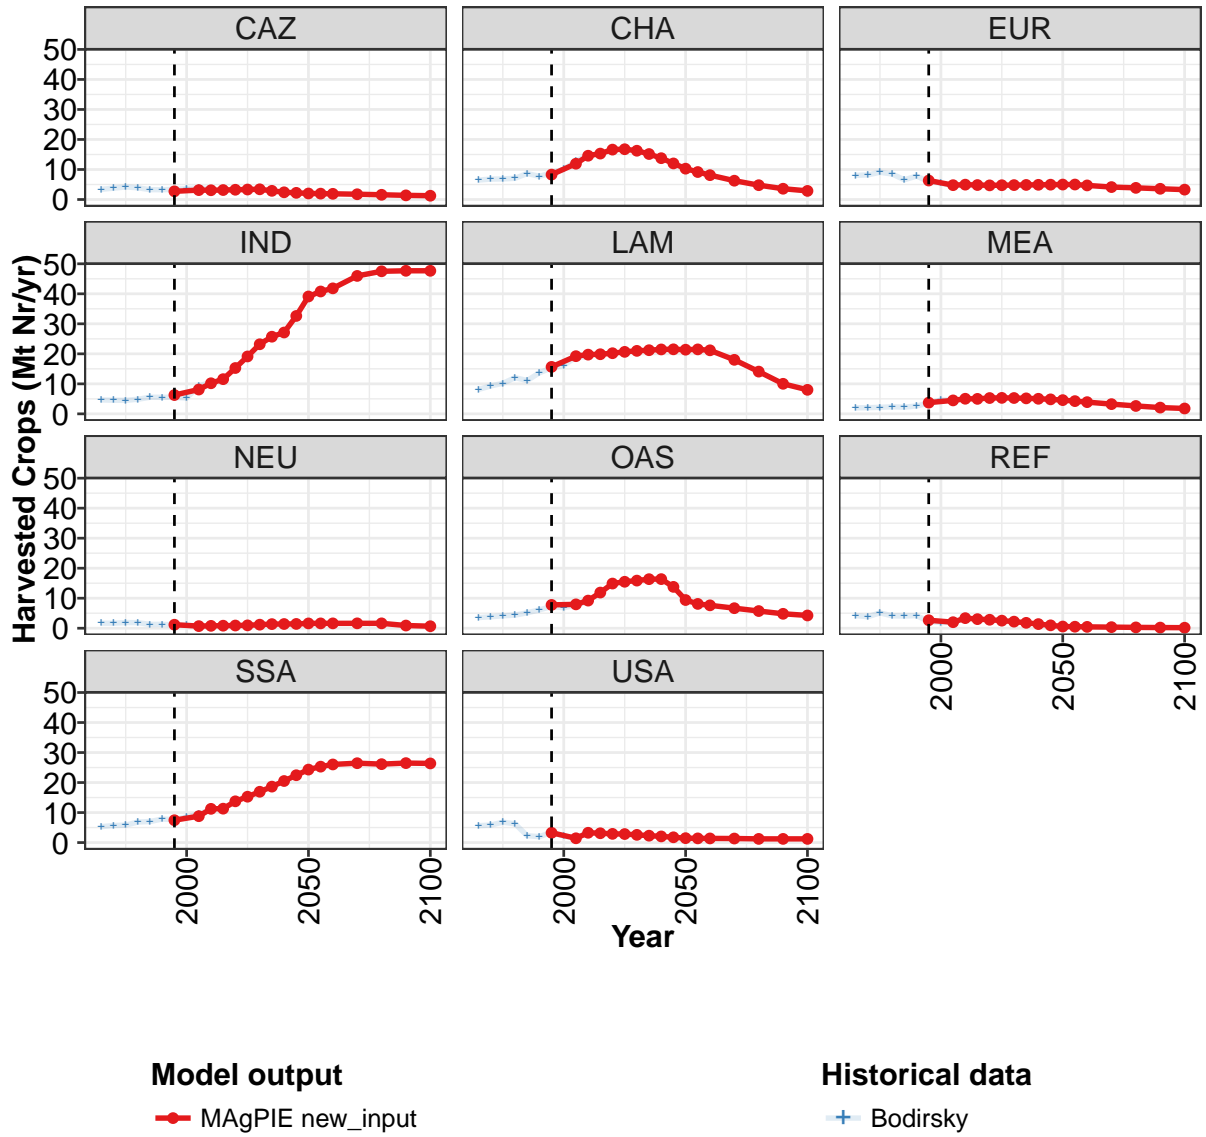 CAZ CHA EUR
50
40
30
20
10
0
IND LAM MEA
50
40
30
20
10
0
NEU OAS REF
50
40
30
20
10
0
2000 2050 2100
SSA USA
50
40
30
20
10
0
2000 2050 2100 2000 2050 2100
Harvested Crops (Mt Nr/yr)
Year
Model output Historical data
MAgPIE new_input Bodirsky